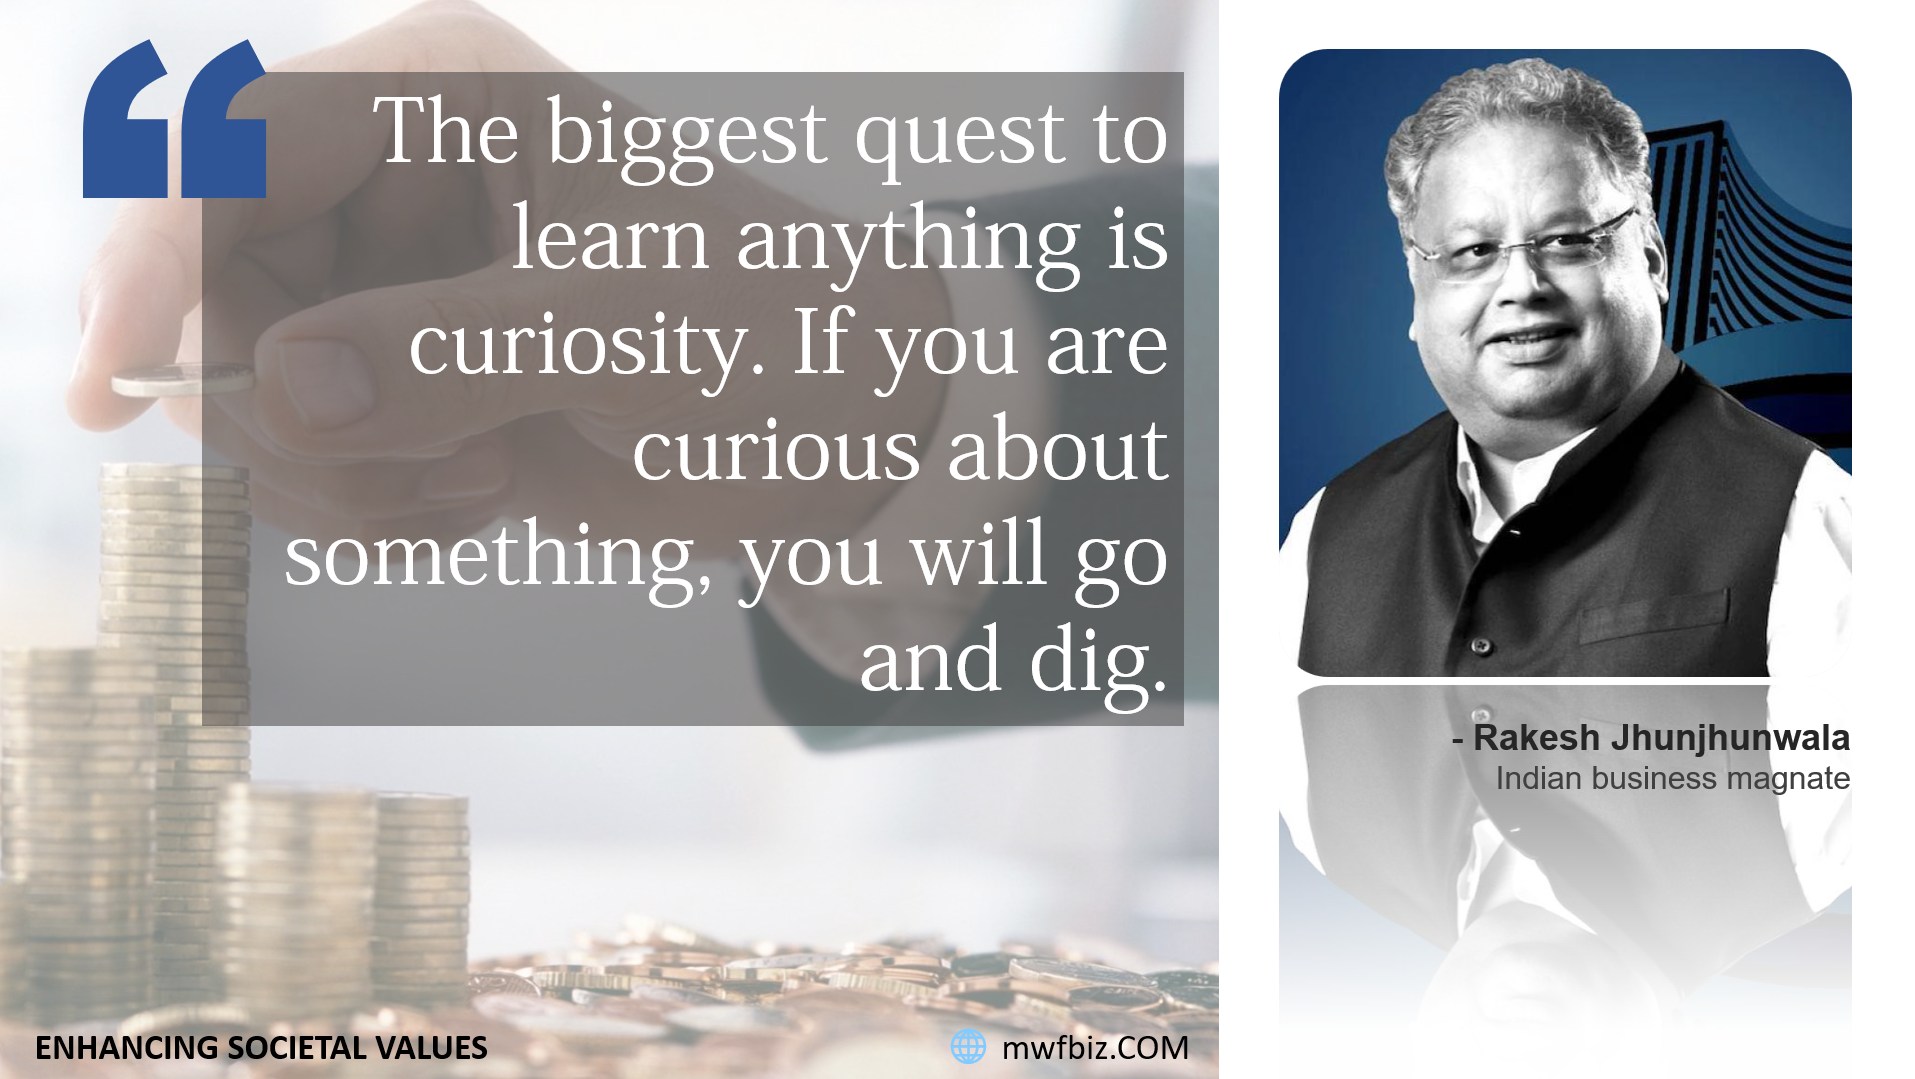 The biggest quest to
learn anything is
curiosity. If you are
curious about
something, you will go
and dig.
- Rakesh Jhunjhunwala
Indian business magnate
ENHANCING SOCIETAL VALUES
mwfbiz.COM